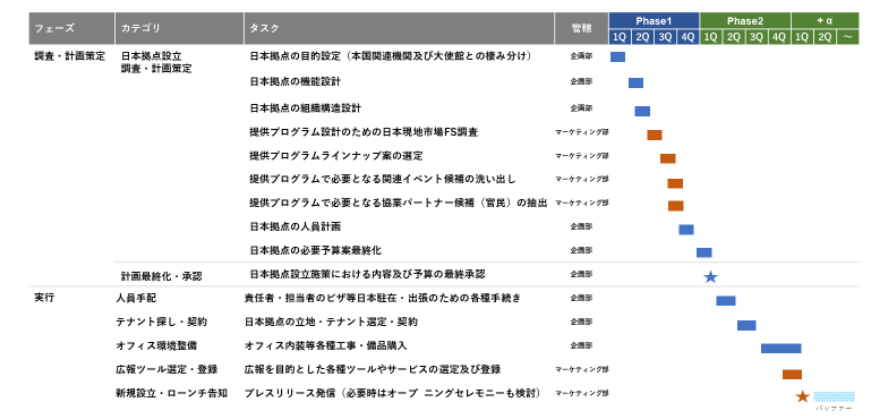 フェーズ カテゴリ タスク 管轄 Phase1 Phase2 +α
1Q 2Q 3Q 4Q 1Q 2Q 3Q 4Q 1Q 2Q ～
調査・計画策定 日本拠点設立 日本拠点の目的設定（本国関連機関及び大使館との棲み分け） 企画部
調査・計画策定
日本拠点の機能設計 企画部
日本拠点の組織構造設計 企画部
提供プログラム設計のための日本現地市場FS調査 マーケティング部
提供プログラムラインナップ案の選定 マーケティング部
提供プログラムで必要となる関連イベント候補の洗い出し マーケティング部
提供プログラムで必要となる協業パートナー候補（官民）の抽出 マーケティング部
日本拠点の人員計画 企画部
日本拠点の必要予算案最終化 企画部
計画最終化・承認 日本拠点設立施策における内容及び予算の最終承認 企画部
実行 人員手配 責任者・担当者のビザ等日本駐在・出張のための各種手続き 企画部
テナント探し・契約 日本拠点の立地・テナント選定・契約 企画部
オフィス環境整備 オフィス内装等各種工事・備品購入 企画部
広報ツール選定・登録 広報を目的とした各種ツールやサービスの選定及び登録 マーケティング部
新規設立・ローンチ告知 プレスリリース発信（必要時はオープ ニングセレモニーも検討） マーケティング部
バッファー